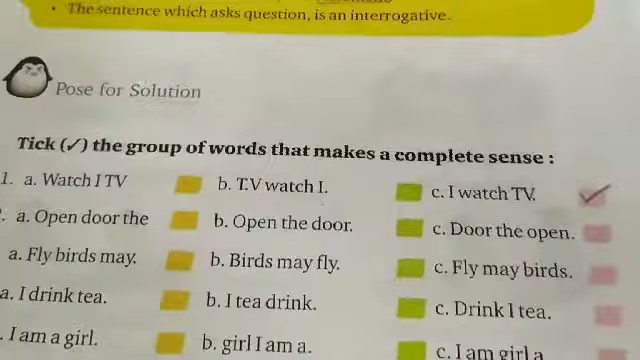 • The sentence which asks question, is an interrogative.
Pose for Solution
Tick (✓) the group of words that makes a complete sense :
1. a. Watch I TV b. T.V watch I. c. I watch TV. ✓
. a. Open door the b. Open the door. c. Door the open.
a. Fly birds may. b. Birds may fly. c. Fly may birds.
a. I drink tea. b. I tea drink. c. Drink I tea.
. I am a girl. b. girl I am a. c. I am girl a